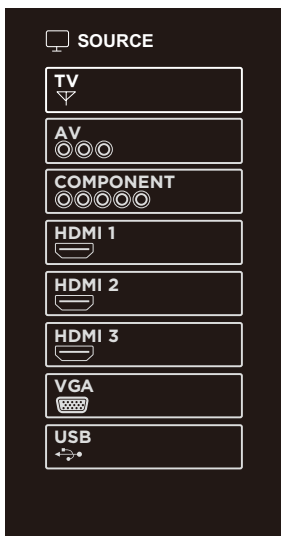 SOURCE
TV
AV
COMPONENT
HDMI 1
HDMI 2
HDMI 3
VGA
USB